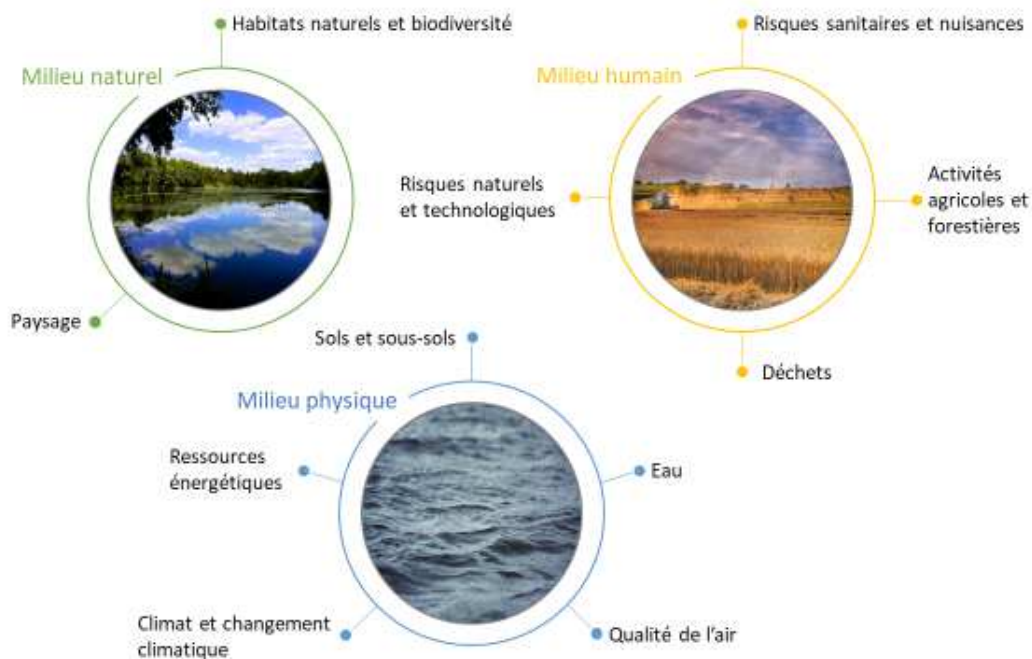 Habitats naturels et biodiversité
Milieu naturel
Paysage
Risques sanitaires et nuisances
Milieu humain
Risques naturels
et technologiques
Activités
agricoles et
forestières
Déchets
Sols et sous-sols
Milieu physique
Ressources
énergétiques
Eau
Climat et changement
climatique
Qualité de l'air